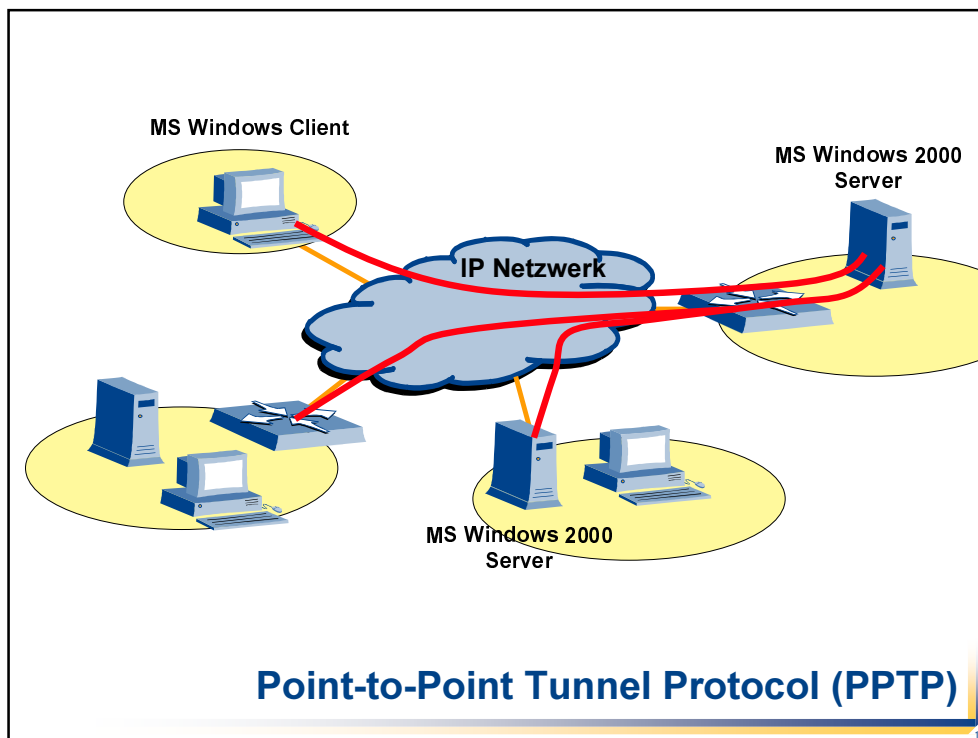 MS Windows Client
MS Windows 2000
Server
IP Netzwerk
MS Windows 2000
Server
Point-to-Point Tunnel Protocol (PPTP)